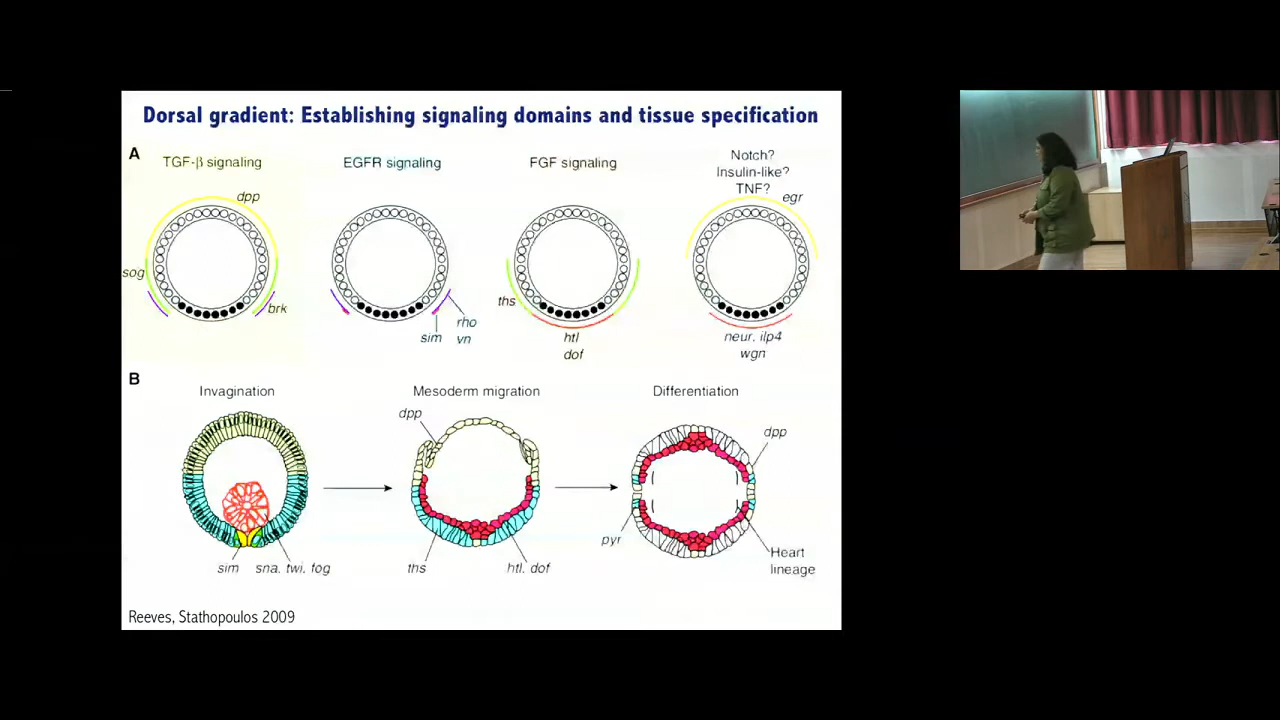 Dorsal gradient: Establishing signaling domains and tissue specification
A
TGF-β signaling
EGFR signaling
FGF signaling
Notch?
Insulin-like?
TNF?
dpp
egr
sog
brk
sim
rho
vn
ths
htl
dof
neur. ilp4
wgn
B
Invagination
Mesoderm migration
Differentiation
dpp
dpp
pyr
Heart
lineage
sim
sna. twi. fog
ths
htl. dof
Reeves, Stathopoulos 2009